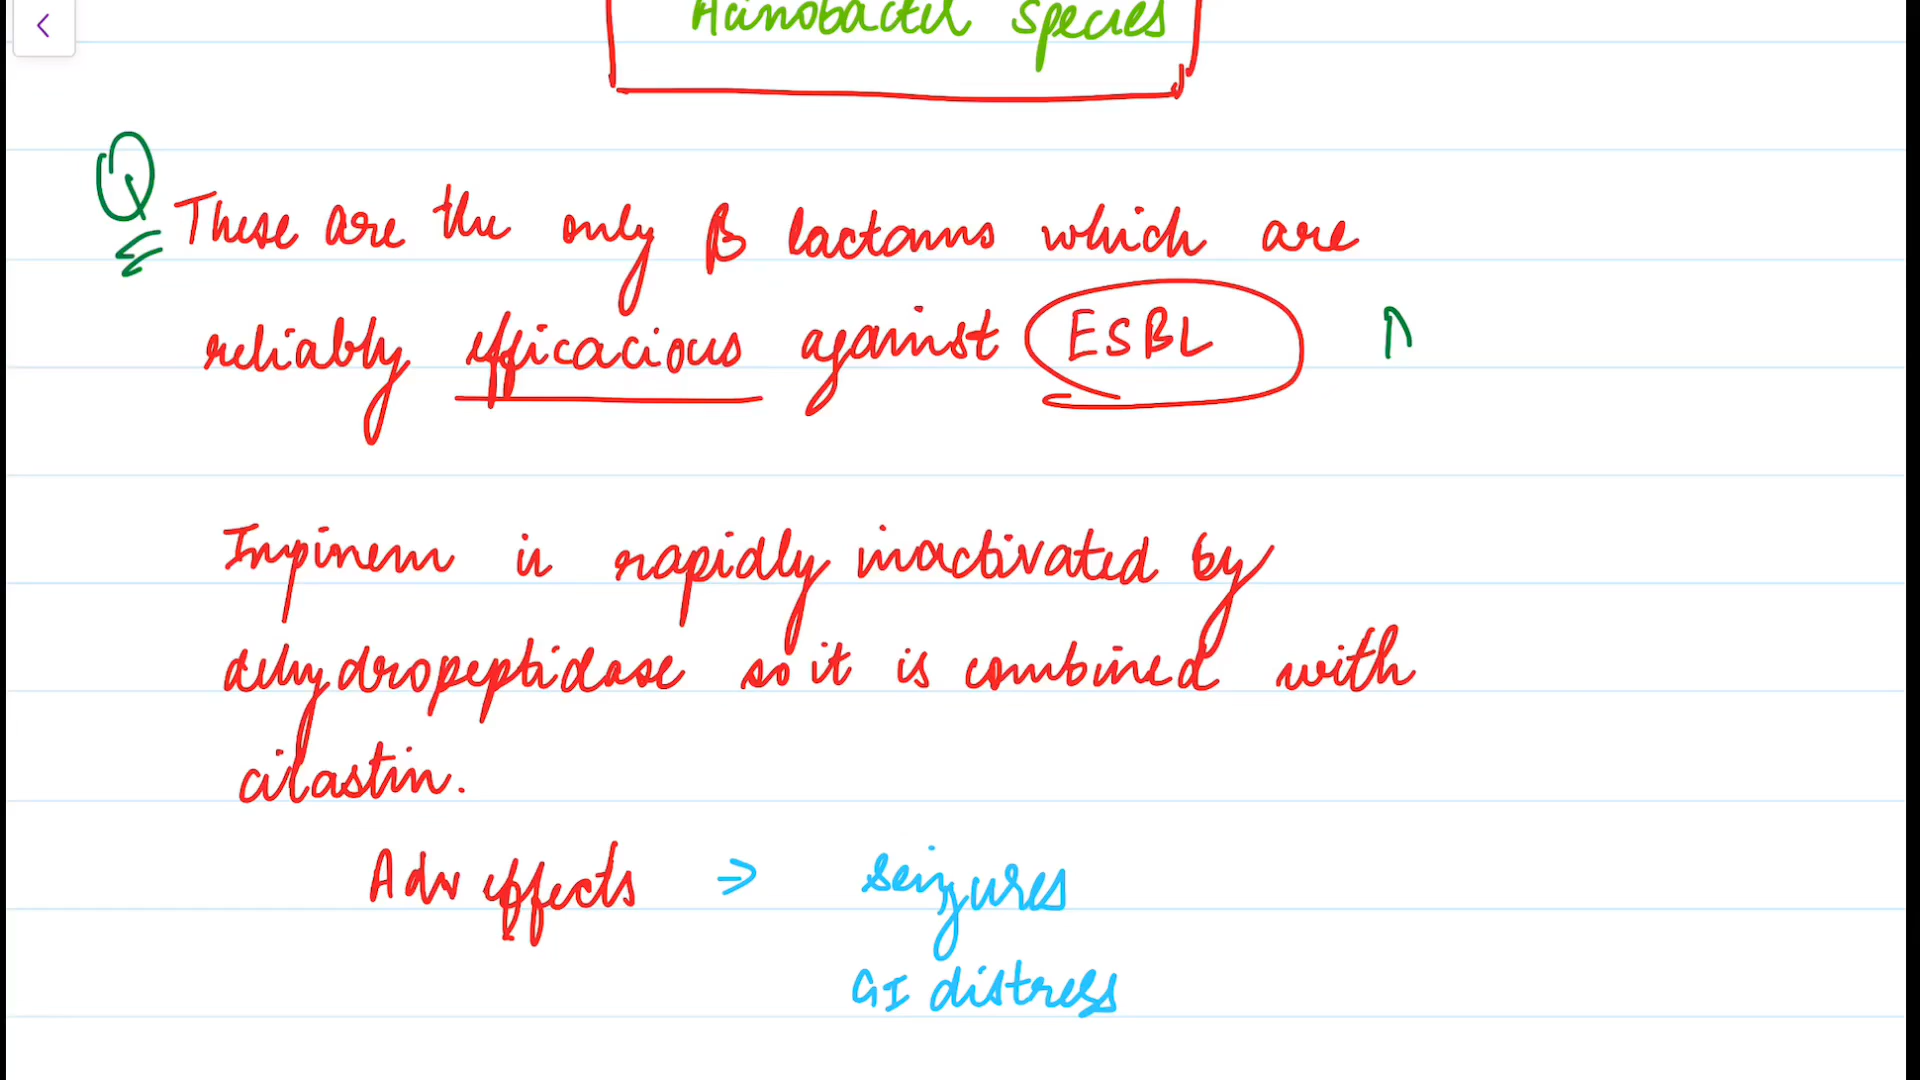 Acinobacter species
Q
These are the only β lactams which are
reliably efficacious against ESBL
Imipinem is rapidly inactivated by
dehydropeptidase so it is combined with
cilastin.
Adv effects ⇒ seizures
GI distress